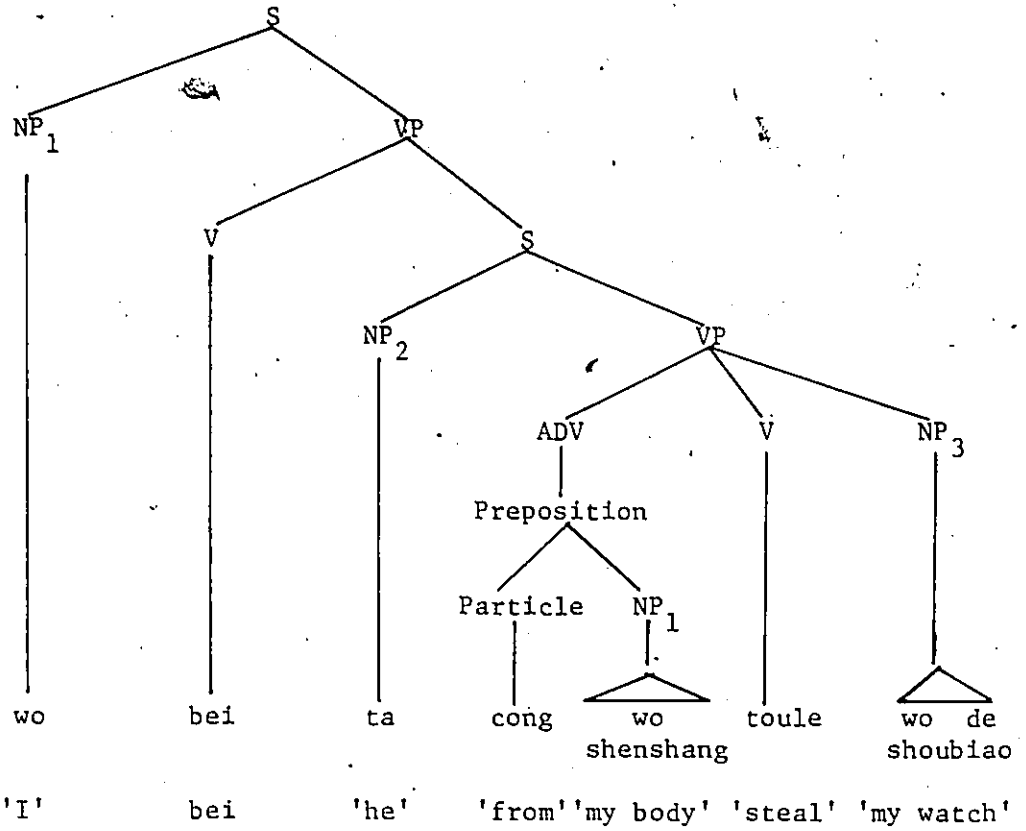 S
NP1 VP
V S
NP2 VP
ADV V NP3
Preposition
Particle NP1
wo bei ta cong wo toule wo de
shenshang shoubiao
'I' bei 'he' 'from' 'my body' 'steal' 'my watch'